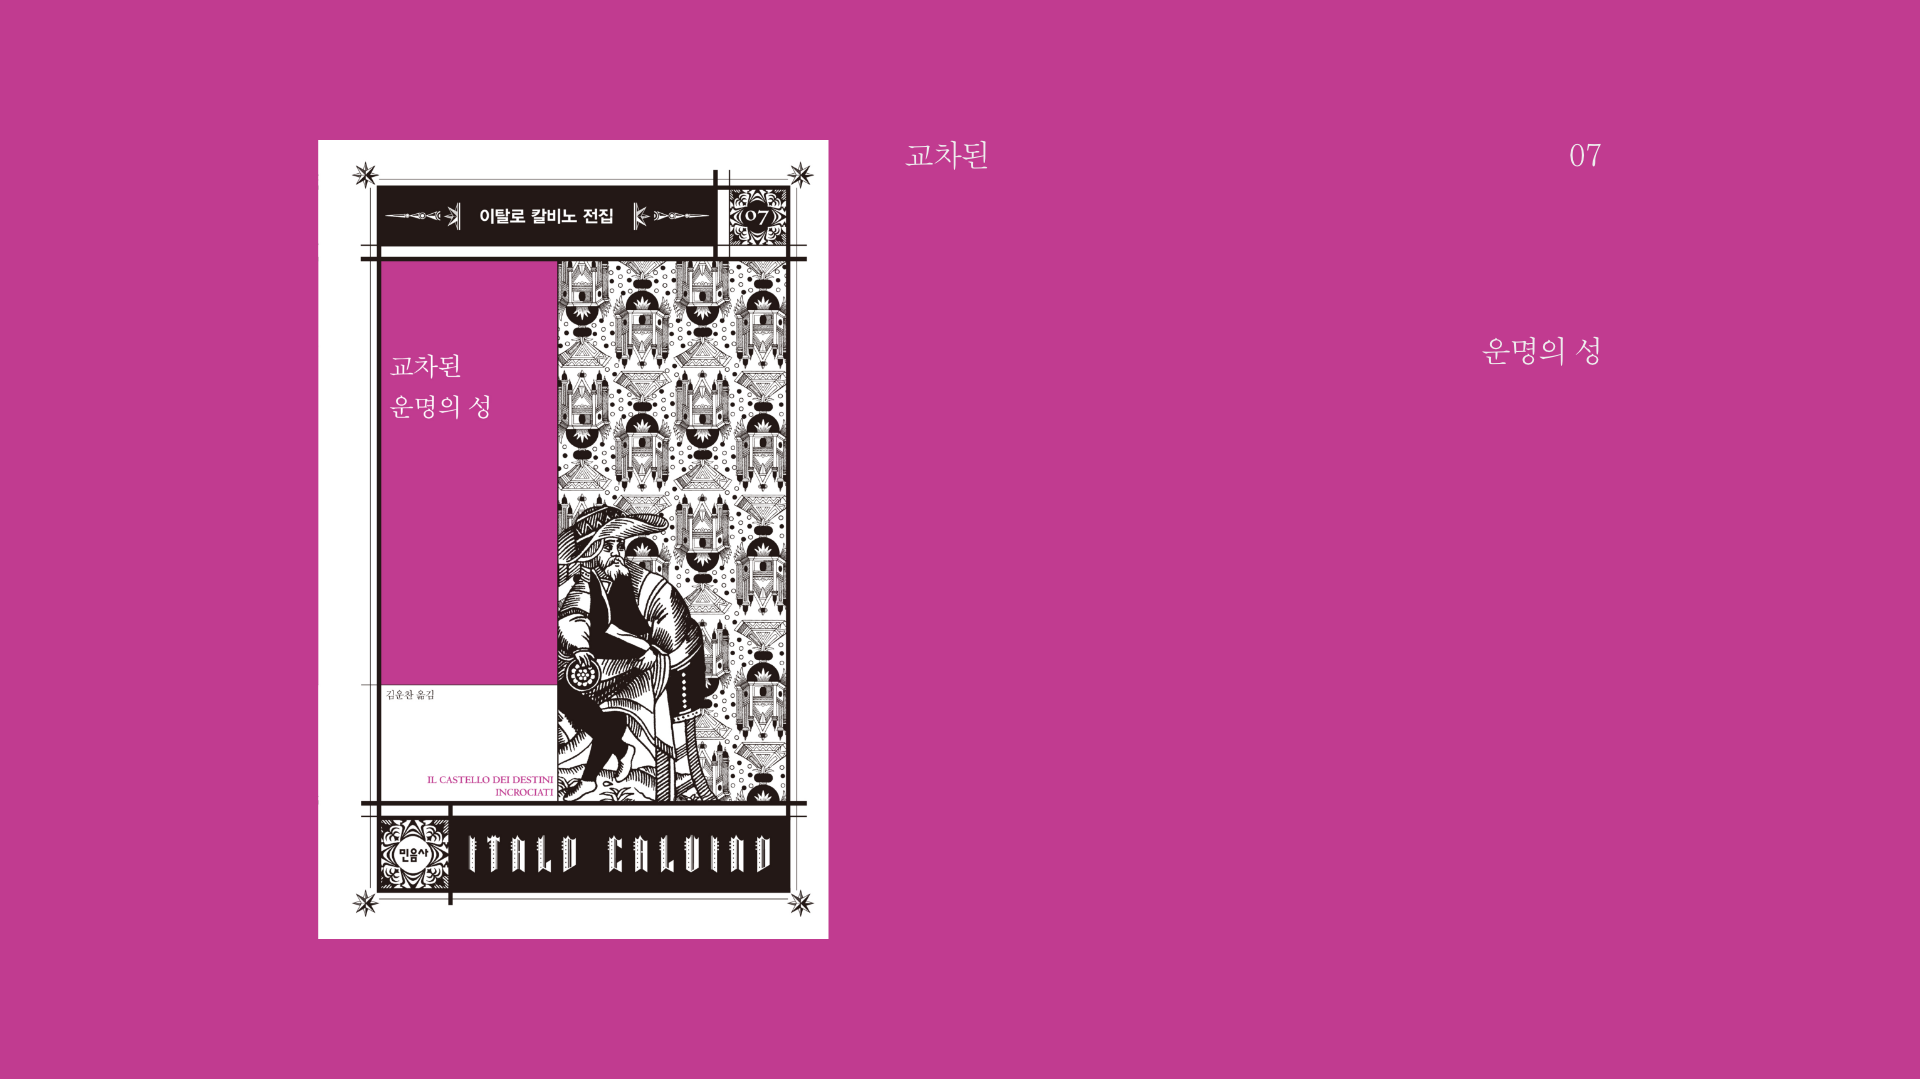 이탈로 칼비노 전집
07
교차된
운명의 성
김운찬 옮김
IL CASTELLO DEI DESTINI
INCROCIATI
민음사
ITALO CALVINO
교차된
07
운명의 성